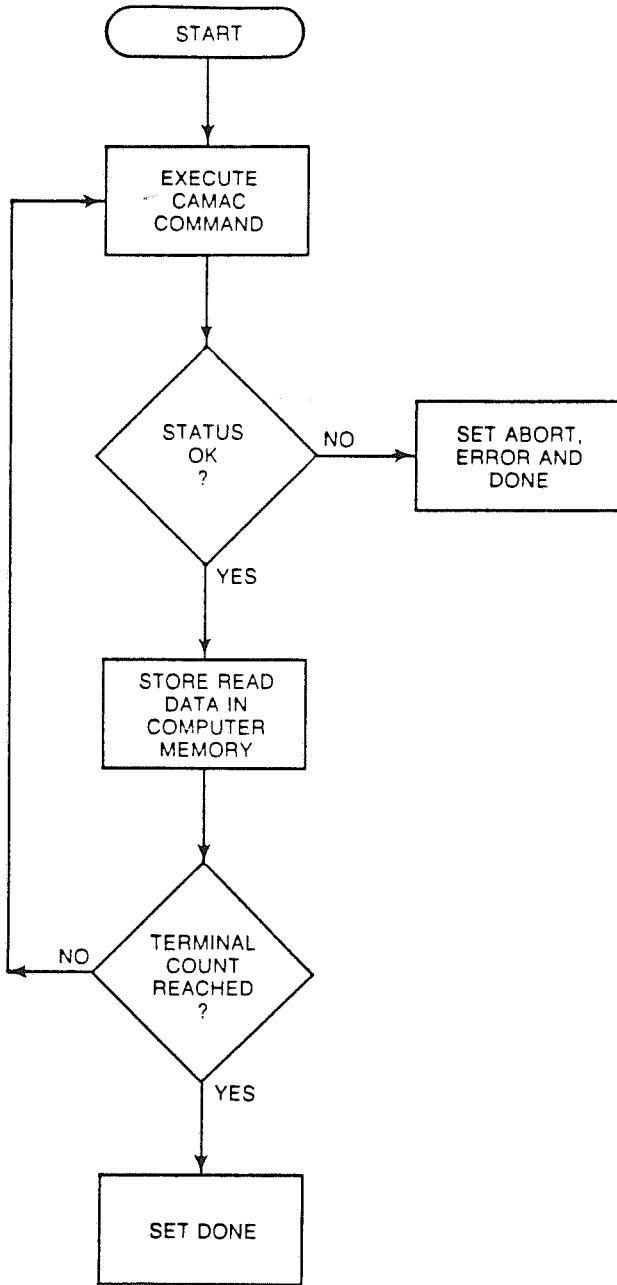 START
EXECUTE
CAMAC
COMMAND
STATUS
OK
?
NO
SET ABORT,
ERROR AND
DONE
YES
STORE READ
DATA IN
COMPUTER
MEMORY
NO
TERMINAL
COUNT
REACHED
?
YES
SET DONE